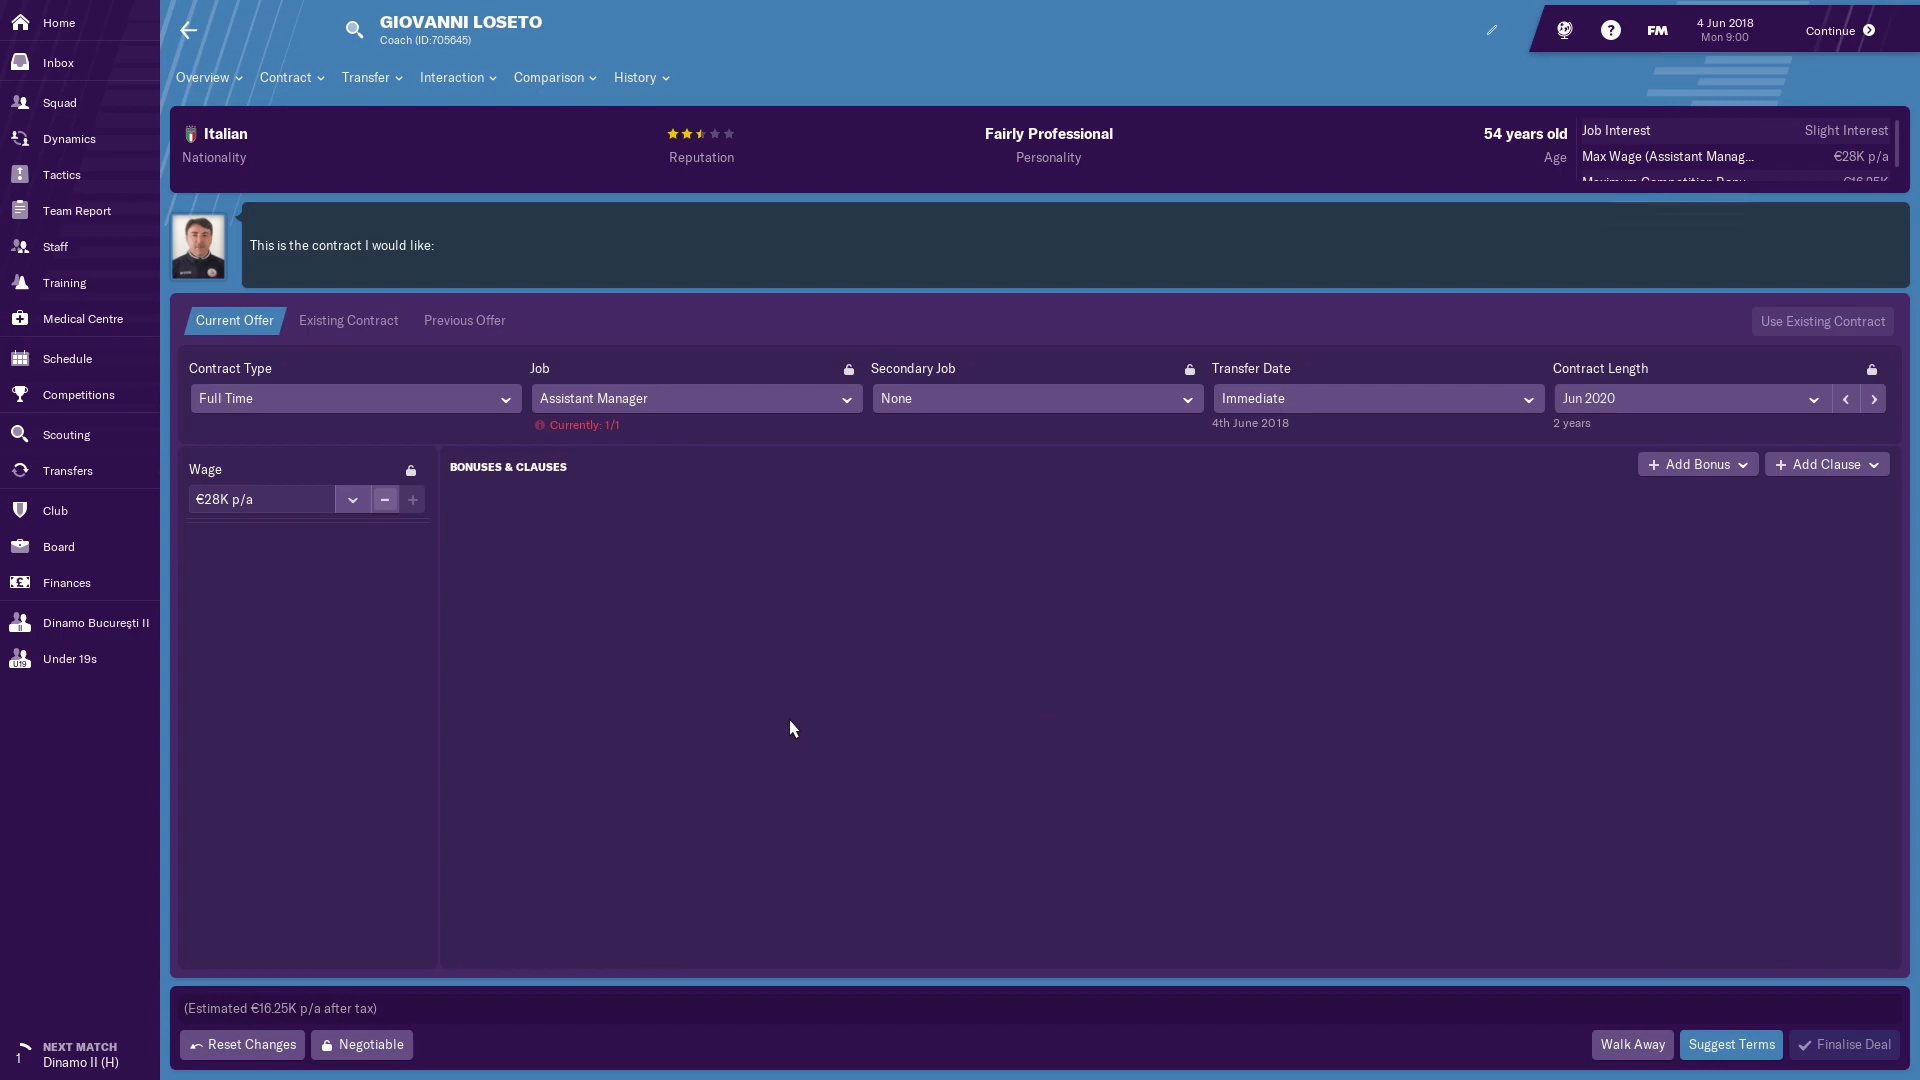 Home
Inbox
Squad
Dynamics
Tactics
Team Report
Staff
Training
Medical Centre
Schedule
Competitions
Scouting
Transfers
Club
Board
Finances
Dinamo București II
Under 19s
1
NEXT MATCH
Dinamo II (H)
GIOVANNI LOSETO
Coach (ID:705645)
FM
4 Jun 2018
Mon 9:00
Continue
Overview
Contract
Transfer
Interaction
Comparison
History
Italian
Nationality
Reputation
Fairly Professional
Personality
54 years old
Age
Job Interest Slight Interest
Max Wage (Assistant Manag... €28K p/a
This is the contract I would like:
Current Offer
Existing Contract
Previous Offer
Use Existing Contract
Contract Type
Full Time
Job
Assistant Manager
Currently: 1/1
Secondary Job
None
Transfer Date
Immediate
4th June 2018
Contract Length
Jun 2020
2 years
Wage
€28K p/a
BONUSES & CLAUSES
Add Bonus
Add Clause
(Estimated €16.25K p/a after tax)
Reset Changes
Negotiable
Walk Away
Suggest Terms
Finalise Deal